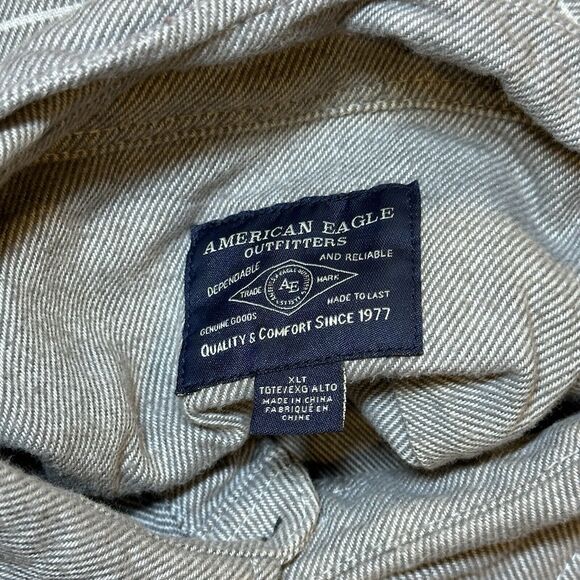 AMERICAN EAGLE
OUTFITTERS
DEPENDABLE AND RELIABLE
TRADE MARK
AE
GENUINE GOODS MADE TO LAST
QUALITY & COMFORT SINCE 1977
XLT
TGTE/EXG ALTO
MADE IN CHINA
FABRIQUÉ EN
CHINE